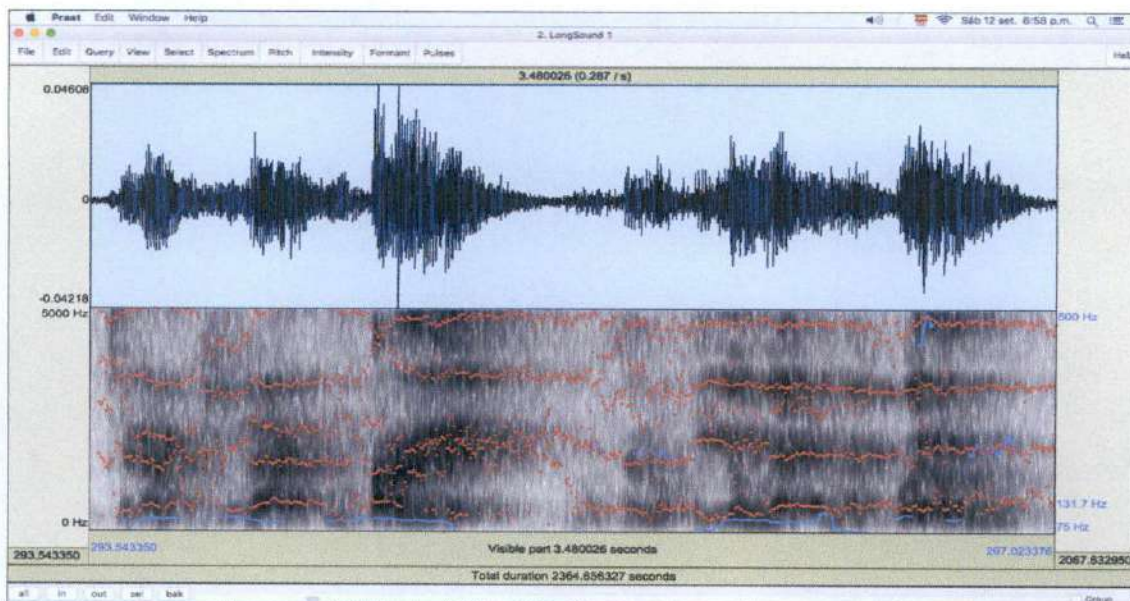 Praat Edit Window Help Sáb 12 set. 8:58 p.m.
2. LongSound 1
File Edit Query View Select Spectrum Pitch Intensity Formant Pulses
3.480026 (0.287 / s)
0.04608
0
-0.04218
5000 Hz 500 Hz
131.7 Hz
0 Hz 75 Hz
293.543350 297.023376
293.543350 Visible part 3.480026 seconds 2067.832950
Total duration 2364.856327 seconds
all in out sel bak Group